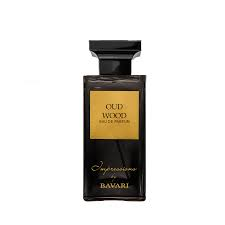 OUD
WOOD
EAU DE PARFUM
Impressions
by
BAVARI